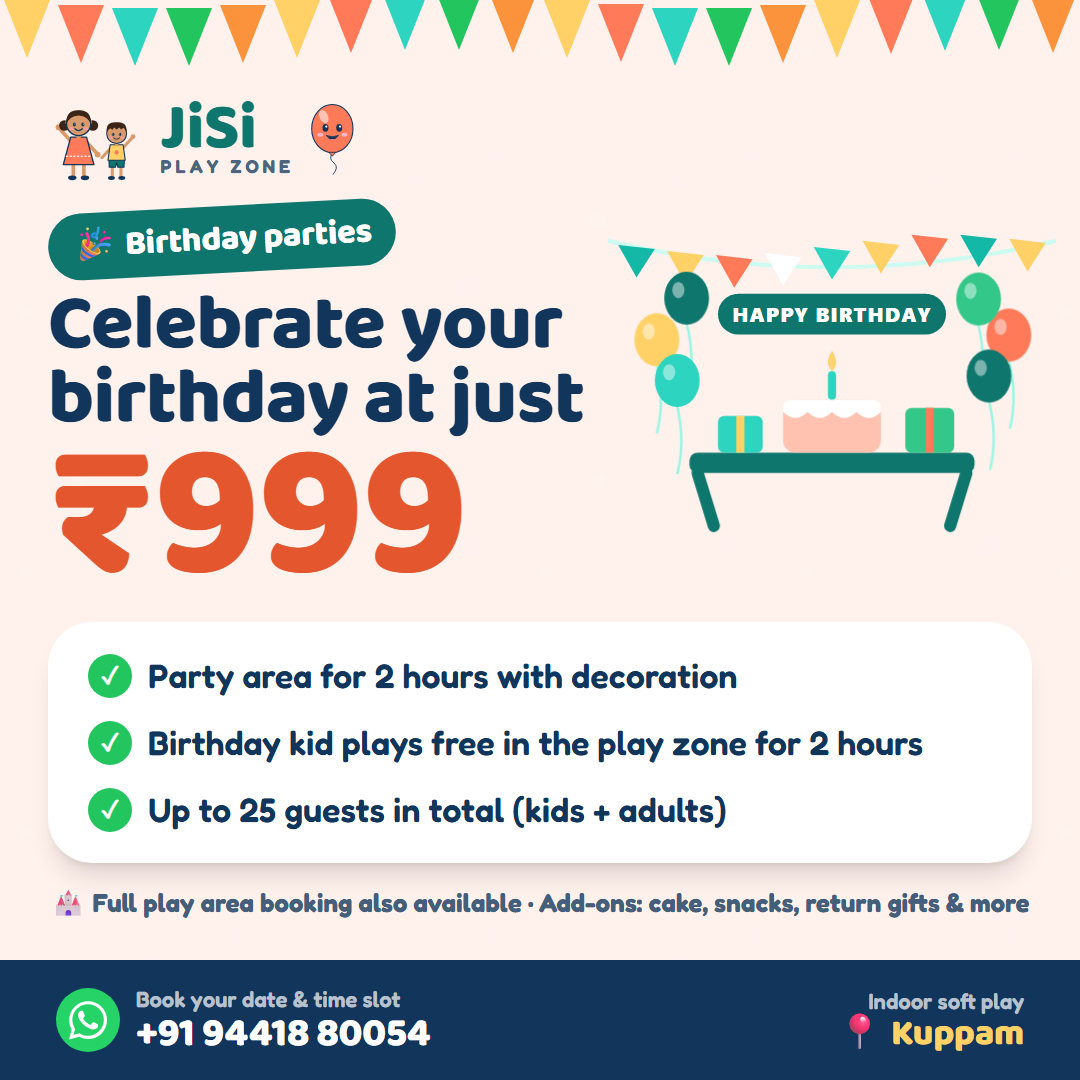 JiSi
PLAY ZONE
🎉 Birthday parties
Celebrate your
birthday at just
₹999
HAPPY BIRTHDAY
✓ Party area for 2 hours with decoration
✓ Birthday kid plays free in the play zone for 2 hours
✓ Up to 25 guests in total (kids + adults)
🏰 Full play area booking also available · Add-ons: cake, snacks, return gifts & more
Book your date & time slot
+91 94418 80054
Indoor soft play
📍 Kuppam